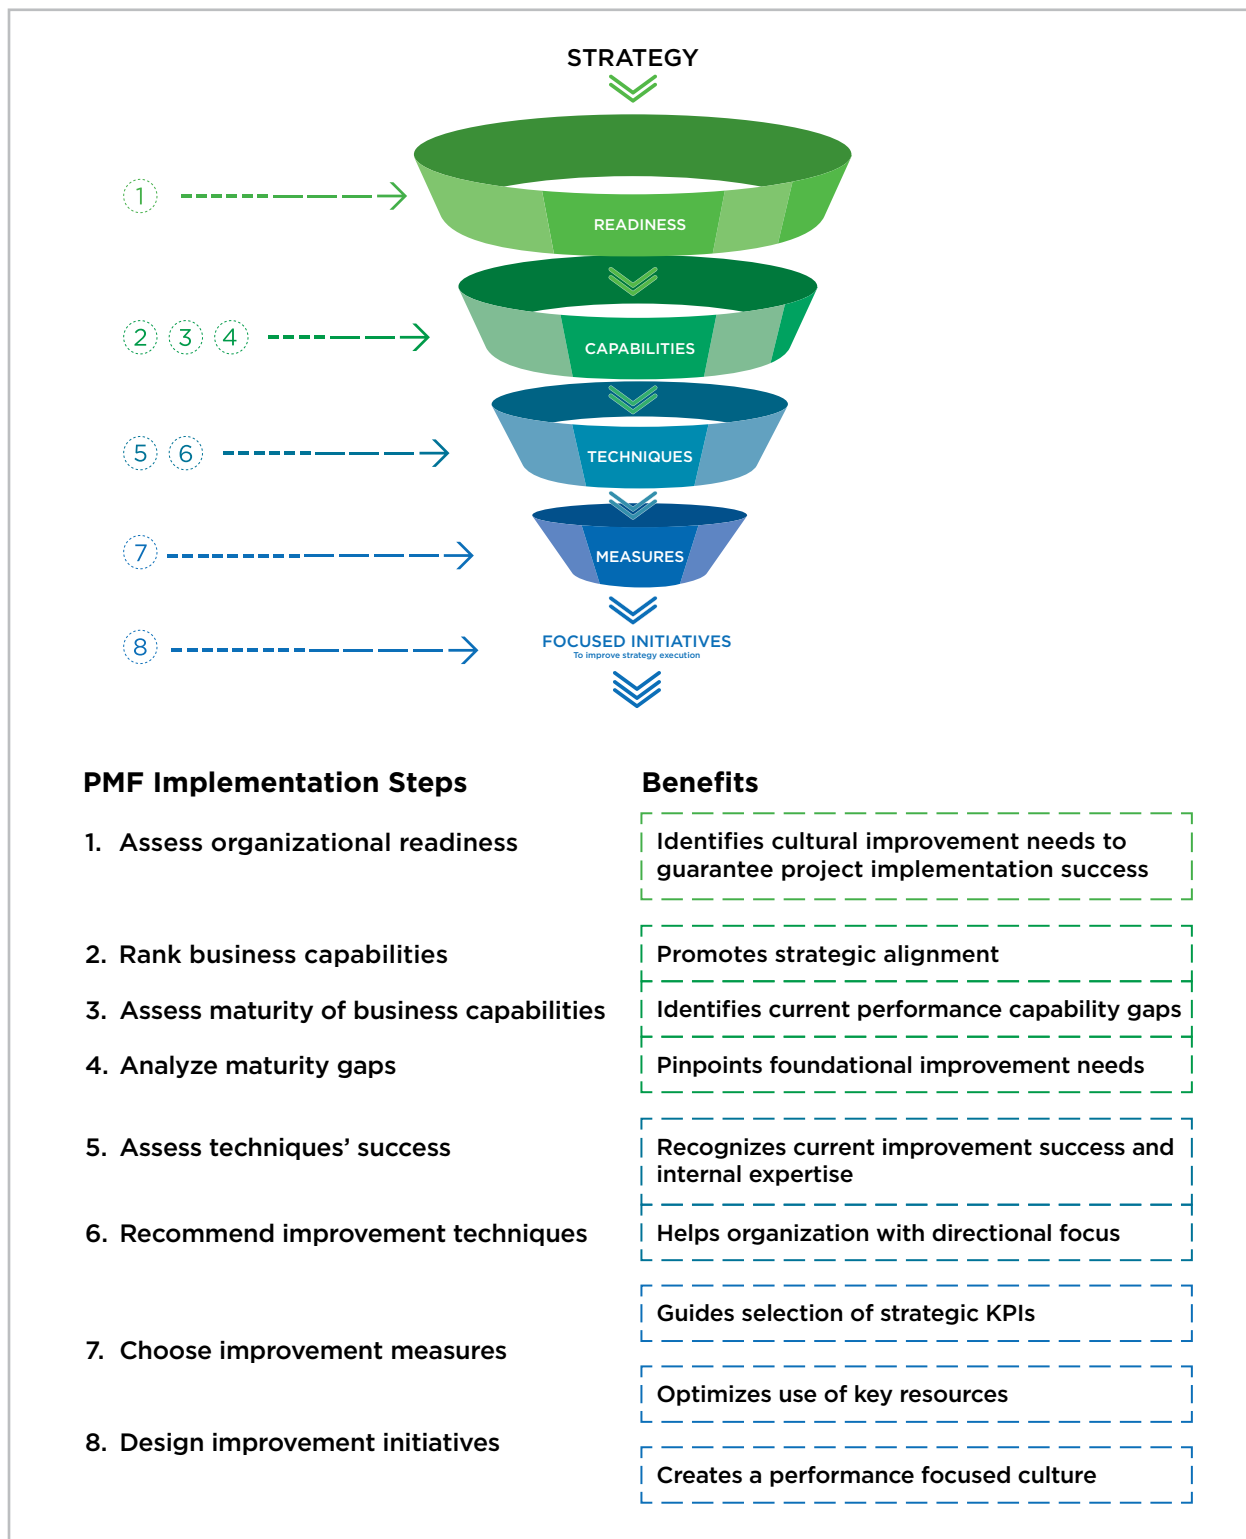 STRATEGY
1
READINESS
2 3 4
CAPABILITIES
5 6
TECHNIQUES
7
MEASURES
8
FOCUSED INITIATIVES
To improve strategy execution
PMF Implementation Steps
Benefits
1. Assess organizational readiness
Identifies cultural improvement needs to
guarantee project implementation success
2. Rank business capabilities
Promotes strategic alignment
3. Assess maturity of business capabilities
Identifies current performance capability gaps
4. Analyze maturity gaps
Pinpoints foundational improvement needs
5. Assess techniques’ success
Recognizes current improvement success and
internal expertise
6. Recommend improvement techniques
Helps organization with directional focus
Guides selection of strategic KPIs
7. Choose improvement measures
Optimizes use of key resources
8. Design improvement initiatives
Creates a performance focused culture